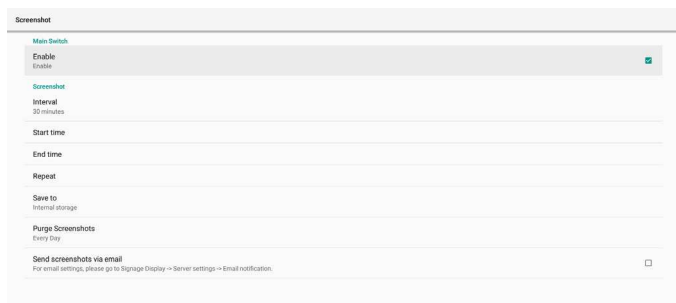 Screenshot
Main Switch
Enable
Enable
Screenshot
Interval
30 minutes
Start time
End time
Repeat
Save to
Internal storage
Purge Screenshots
Every Day
Send screenshots via email
For email settings, please go to Signage Display -> Server settings -> Email notification.